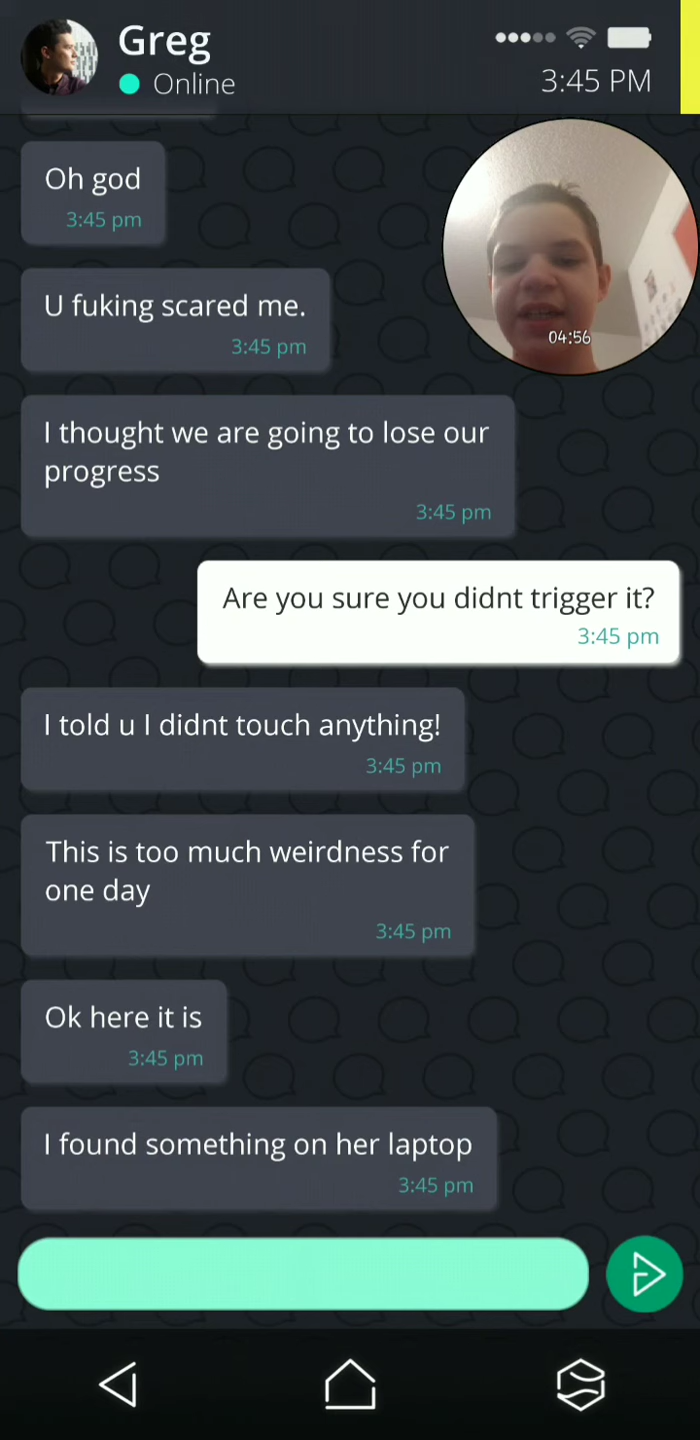 Greg
Online
3:45 PM
Oh god
3:45 pm
04:56
U fuking scared me.
3:45 pm
I thought we are going to lose our
progress
3:45 pm
Are you sure you didnt trigger it?
3:45 pm
I told u I didnt touch anything!
3:45 pm
This is too much weirdness for
one day
3:45 pm
Ok here it is
3:45 pm
I found something on her laptop
3:45 pm